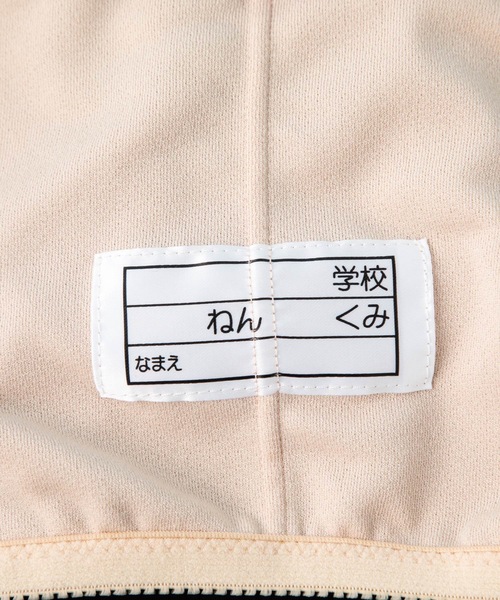 学校
ねん くみ
なまえ